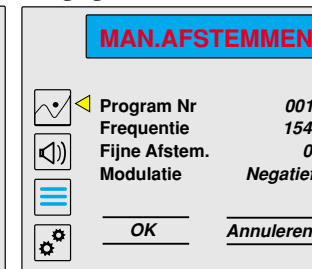 MAN.AFSTEMMEN
Program Nr 001
Frequentie 154
Fijne Afstem. 0
Modulatie Negatief
OK Annuleren